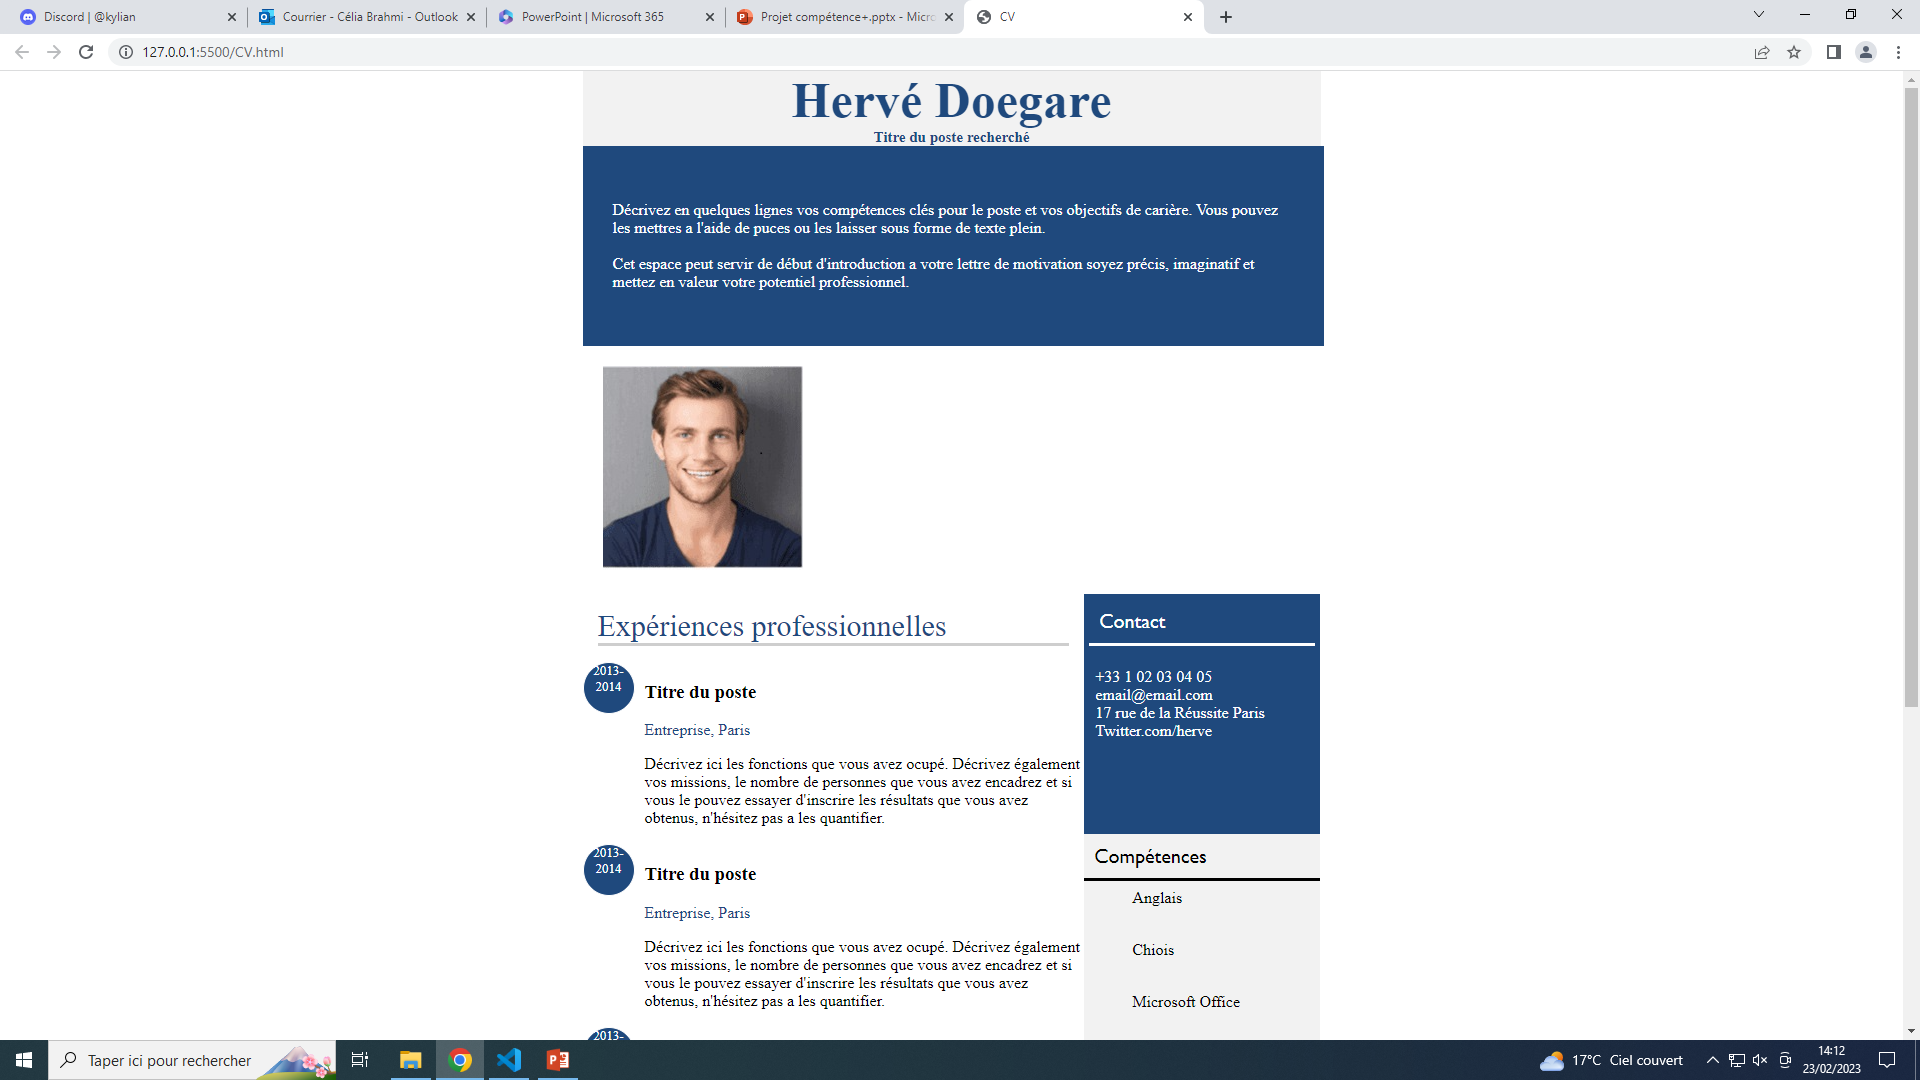 Discord | @kylian
Courrier - Célia Brahmi - Outlook
PowerPoint | Microsoft 365
Projet compétence+.pptx - Micro
CV
127.0.0.1:5500/CV.html
Hervé Doegare
Titre du poste recherché
Décrivez en quelques lignes vos compétences clés pour le poste et vos objectifs de carière. Vous pouvez
les mettres a l'aide de puces ou les laisser sous forme de texte plein.
Cet espace peut servir de début d'introduction a votre lettre de motivation soyez précis, imaginatif et
mettez en valeur votre potentiel professionnel.
Expériences professionnelles
2013-
2014
Titre du poste
Entreprise, Paris
Décrivez ici les fonctions que vous avez ocupé. Décrivez également
vos missions, le nombre de personnes que vous avez encadrez et si
vous le pouvez essayer d'inscrire les résultats que vous avez
obtenus, n'hésitez pas a les quantifier.
2013-
2014
Titre du poste
Entreprise, Paris
Décrivez ici les fonctions que vous avez ocupé. Décrivez également
vos missions, le nombre de personnes que vous avez encadrez et si
vous le pouvez essayer d'inscrire les résultats que vous avez
obtenus, n'hésitez pas a les quantifier.
2013-
Contact
+33 1 02 03 04 05
email@email.com
17 rue de la Réussite Paris
Twitter.com/herve
Compétences
Anglais
Chiois
Microsoft Office
Taper ici pour rechercher
17°C Ciel couvert
14:12
23/02/2023